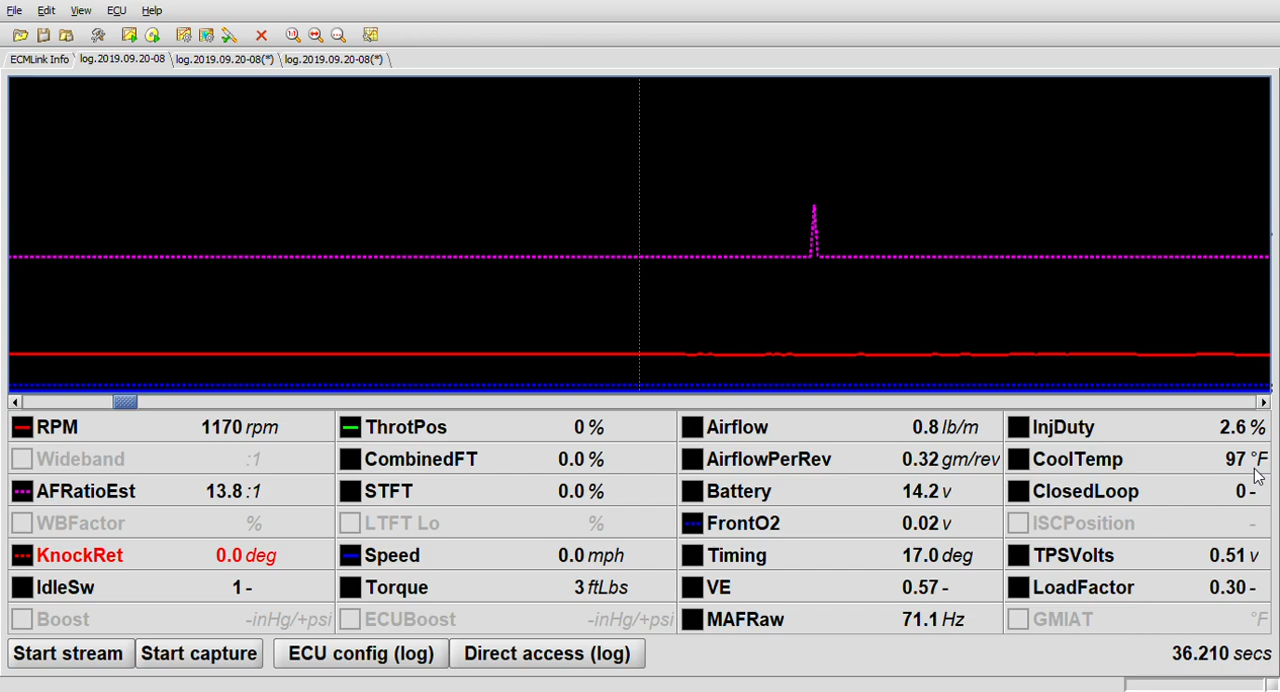 File Edit View ECU Help
ECMLink Info log.2019.09.20-08 log.2019.09.20-08(*) log.2019.09.20-08(*)
RPM 1170 rpm ThrotPos 0 % Airflow 0.8 lb/m InjDuty 2.6 %
Wideband :1 CombinedFT 0.0 % AirflowPerRev 0.32 gm/rev CoolTemp 97 °F
AFRatioEst 13.8 :1 STFT 0.0 % Battery 14.2 v ClosedLoop 0 -
WBFactor % LTFT Lo % FrontO2 0.02 v ISCPosition -
KnockRet 0.0 deg Speed 0.0 mph Timing 17.0 deg TPSVolts 0.51 v
IdleSw 1 - Torque 3 ftLbs VE 0.57 - LoadFactor 0.30 -
Boost -inHg/+psi ECUBoost -inHg/+psi MAFRaw 71.1 Hz GMIAT °F
Start stream Start capture ECU config (log) Direct access (log) 36.210 secs